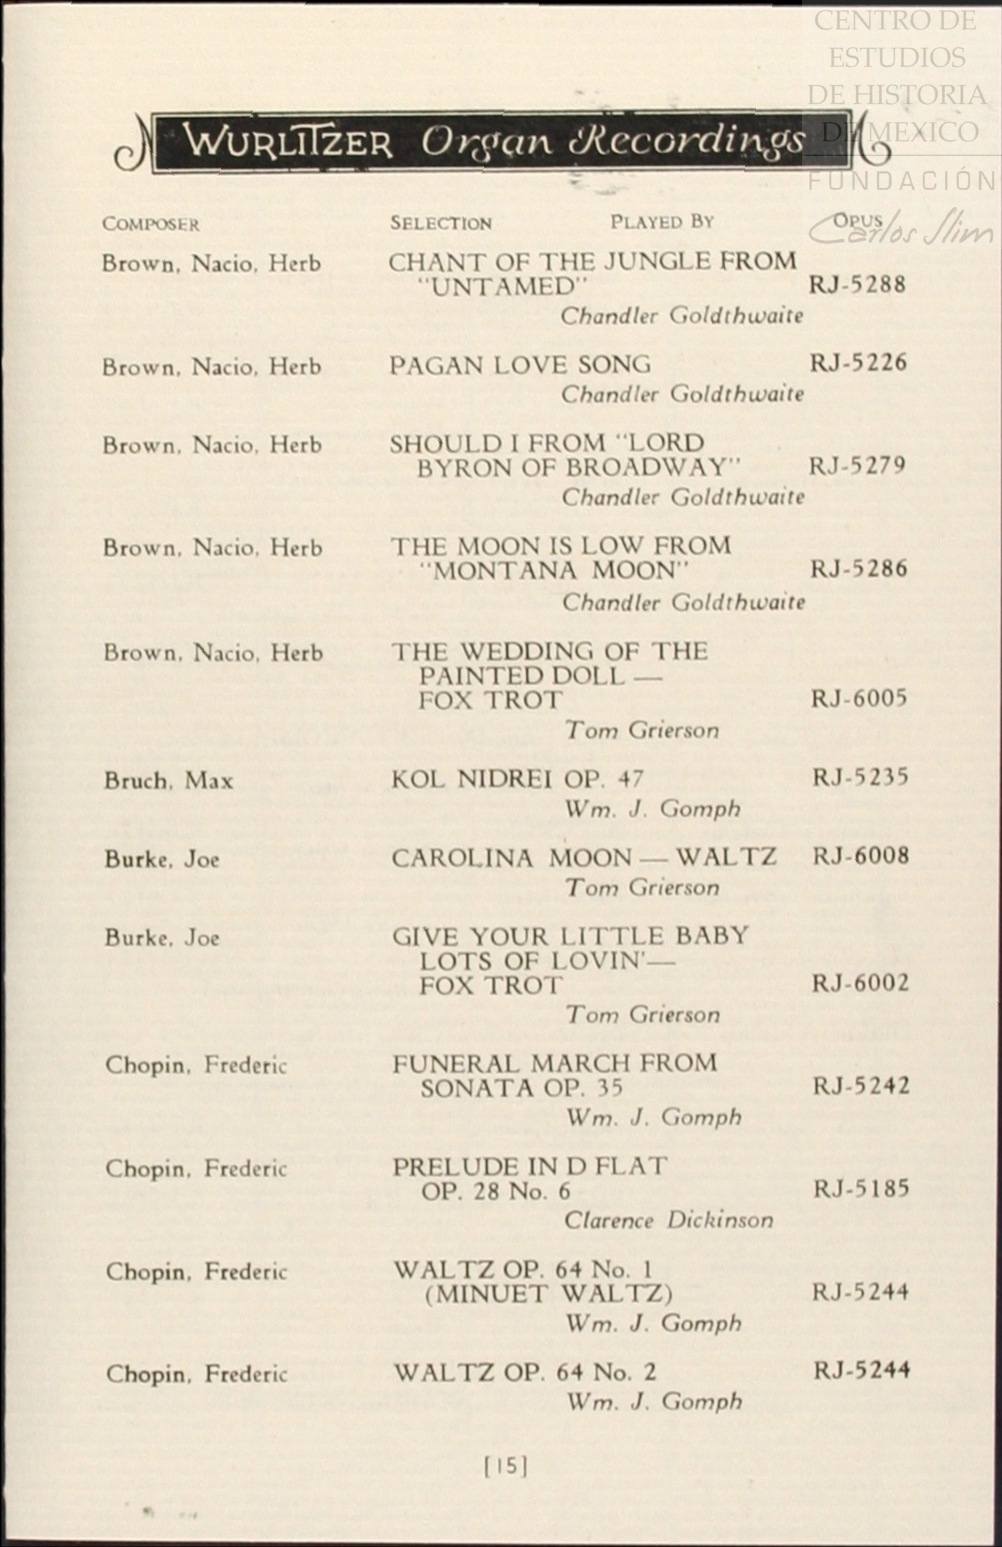 CENTRO DE
ESTUDIOS
DE HISTORIA
DE MEXICO
FUNDACIÓN
Carlos Slim
WURLITZER Organ Recordings
COMPOSER SELECTION PLAYED BY OPUS
Brown, Nacio, Herb CHANT OF THE JUNGLE FROM
"UNTAMED" RJ-5288
Chandler Goldthwaite
Brown, Nacio, Herb PAGAN LOVE SONG RJ-5226
Chandler Goldthwaite
Brown, Nacio, Herb SHOULD I FROM "LORD
BYRON OF BROADWAY" RJ-5279
Chandler Goldthwaite
Brown, Nacio, Herb THE MOON IS LOW FROM
"MONTANA MOON" RJ-5286
Chandler Goldthwaite
Brown, Nacio, Herb THE WEDDING OF THE
PAINTED DOLL —
FOX TROT RJ-6005
Tom Grierson
Bruch, Max KOL NIDREI OP. 47 RJ-5235
Wm. J. Gomph
Burke, Joe CAROLINA MOON — WALTZ RJ-6008
Tom Grierson
Burke, Joe GIVE YOUR LITTLE BABY
LOTS OF LOVIN'—
FOX TROT RJ-6002
Tom Grierson
Chopin, Frederic FUNERAL MARCH FROM
SONATA OP. 35 RJ-5242
Wm. J. Gomph
Chopin, Frederic PRELUDE IN D FLAT
OP. 28 No. 6 RJ-5185
Clarence Dickinson
Chopin, Frederic WALTZ OP. 64 No. 1
(MINUET WALTZ) RJ-5244
Wm. J. Gomph
Chopin, Frederic WALTZ OP. 64 No. 2 RJ-5244
Wm. J. Gomph
[15]